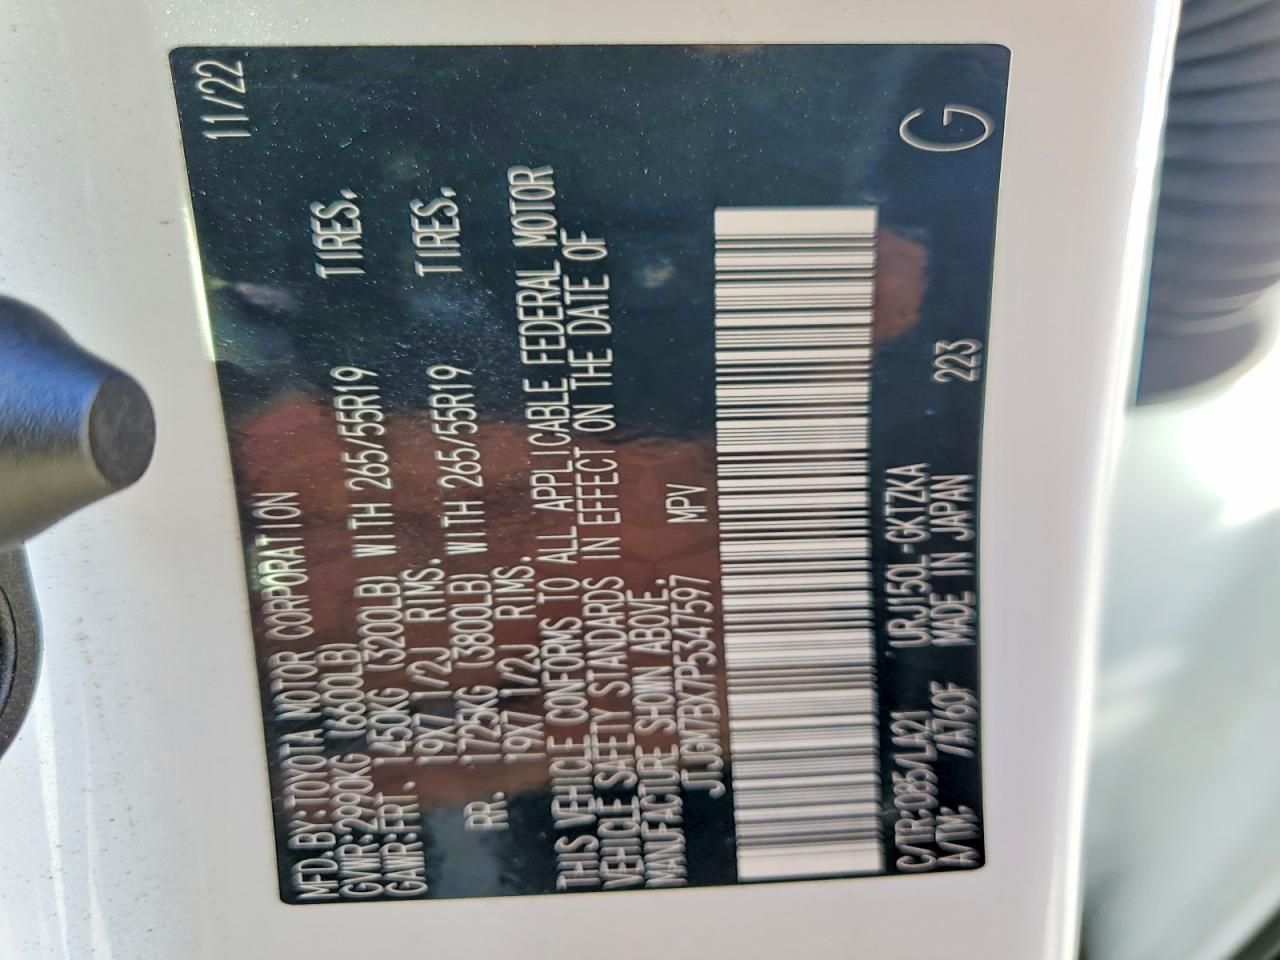 MFD.BY:TOYOTA MOTOR CORPORATION 11/22
GVWR:2990KG (6600LB)
GAWR:FRT. 1450KG (3200LB) WITH 265/55R19 TIRES,
19X7 1/2J RIMS.
RR. 1725KG (3800LB) WITH 265/55R19 TIRES,
19X7 1/2J RIMS.
THIS VEHICLE CONFORMS TO ALL APPLICABLE FEDERAL MOTOR
VEHICLE SAFETY STANDARDS IN EFFECT ON THE DATE OF
MANUFACTURE SHOWN ABOVE.
JTJGM7BX7P5347597 MPV
C/TR:085/LA21 URJ150L-GKTZKA
A/TM: /A760F MADE IN JAPAN 223 G